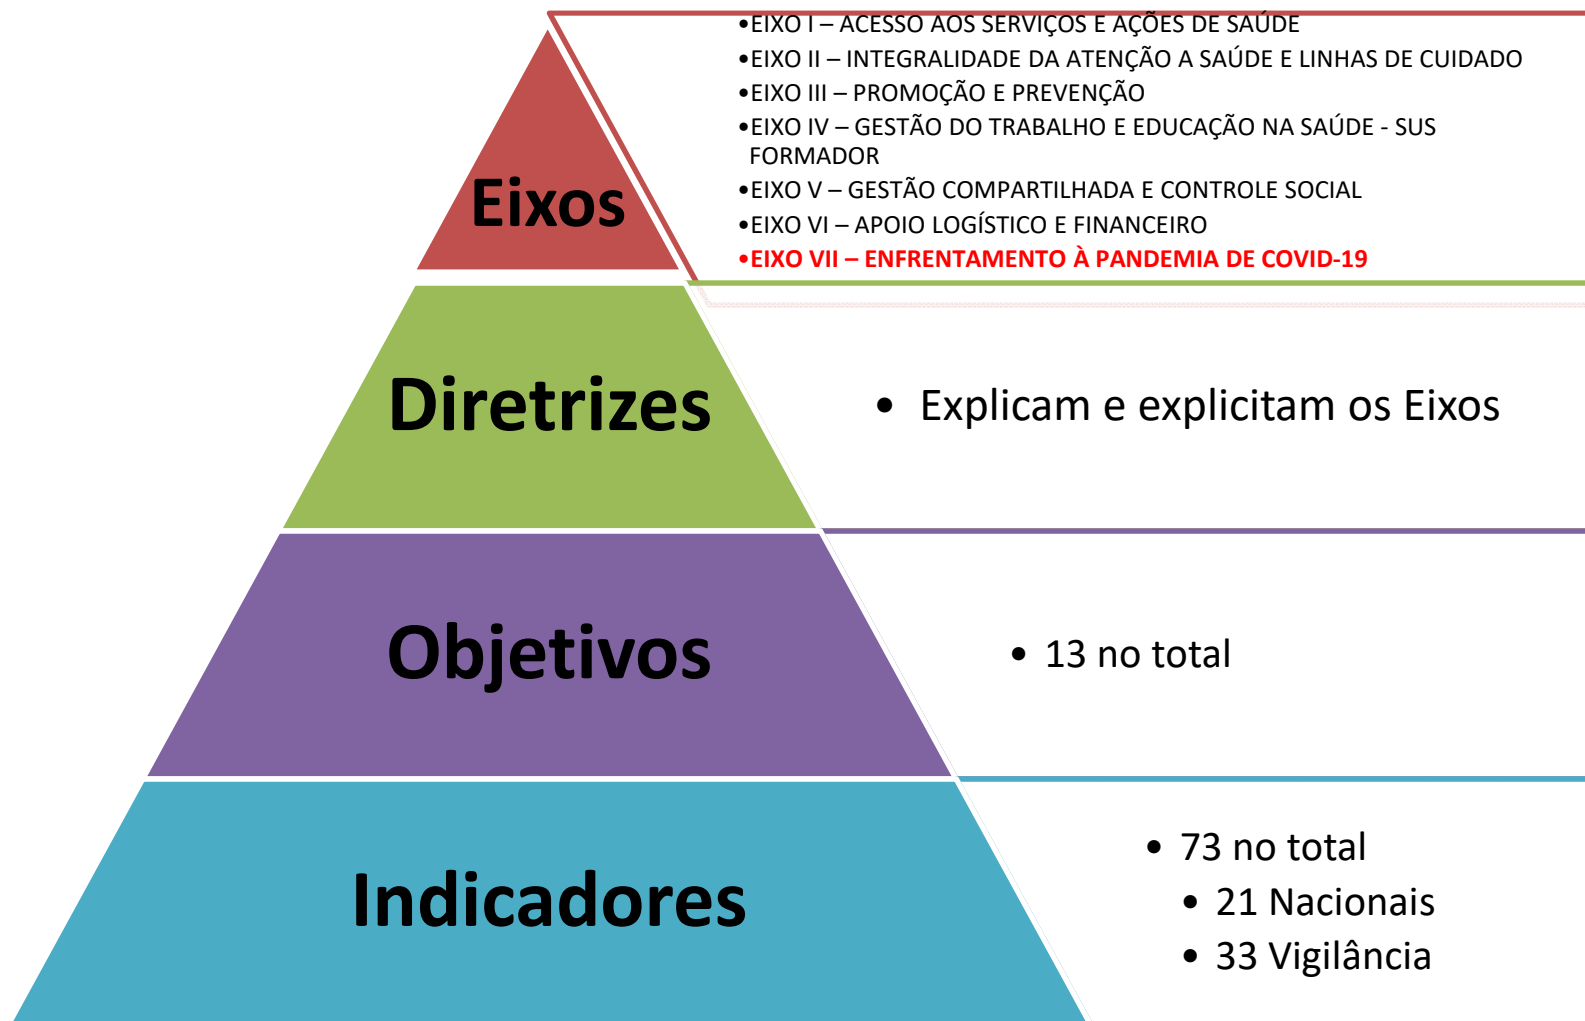 •EIXO I – ACESSO AOS SERVIÇOS E AÇÕES DE SAÚDE
•EIXO II – INTEGRALIDADE DA ATENÇÃO A SAÚDE E LINHAS DE CUIDADO
•EIXO III – PROMOÇÃO E PREVENÇÃO
•EIXO IV – GESTÃO DO TRABALHO E EDUCAÇÃO NA SAÚDE - SUS
FORMADOR
•EIXO V – GESTÃO COMPARTILHADA E CONTROLE SOCIAL
•EIXO VI – APOIO LOGÍSTICO E FINANCEIRO
•EIXO VII – ENFRENTAMENTO À PANDEMIA DE COVID-19
Eixos
Diretrizes
• Explicam e explicitam os Eixos
Objetivos
• 13 no total
Indicadores
• 73 no total
• 21 Nacionais
• 33 Vigilância